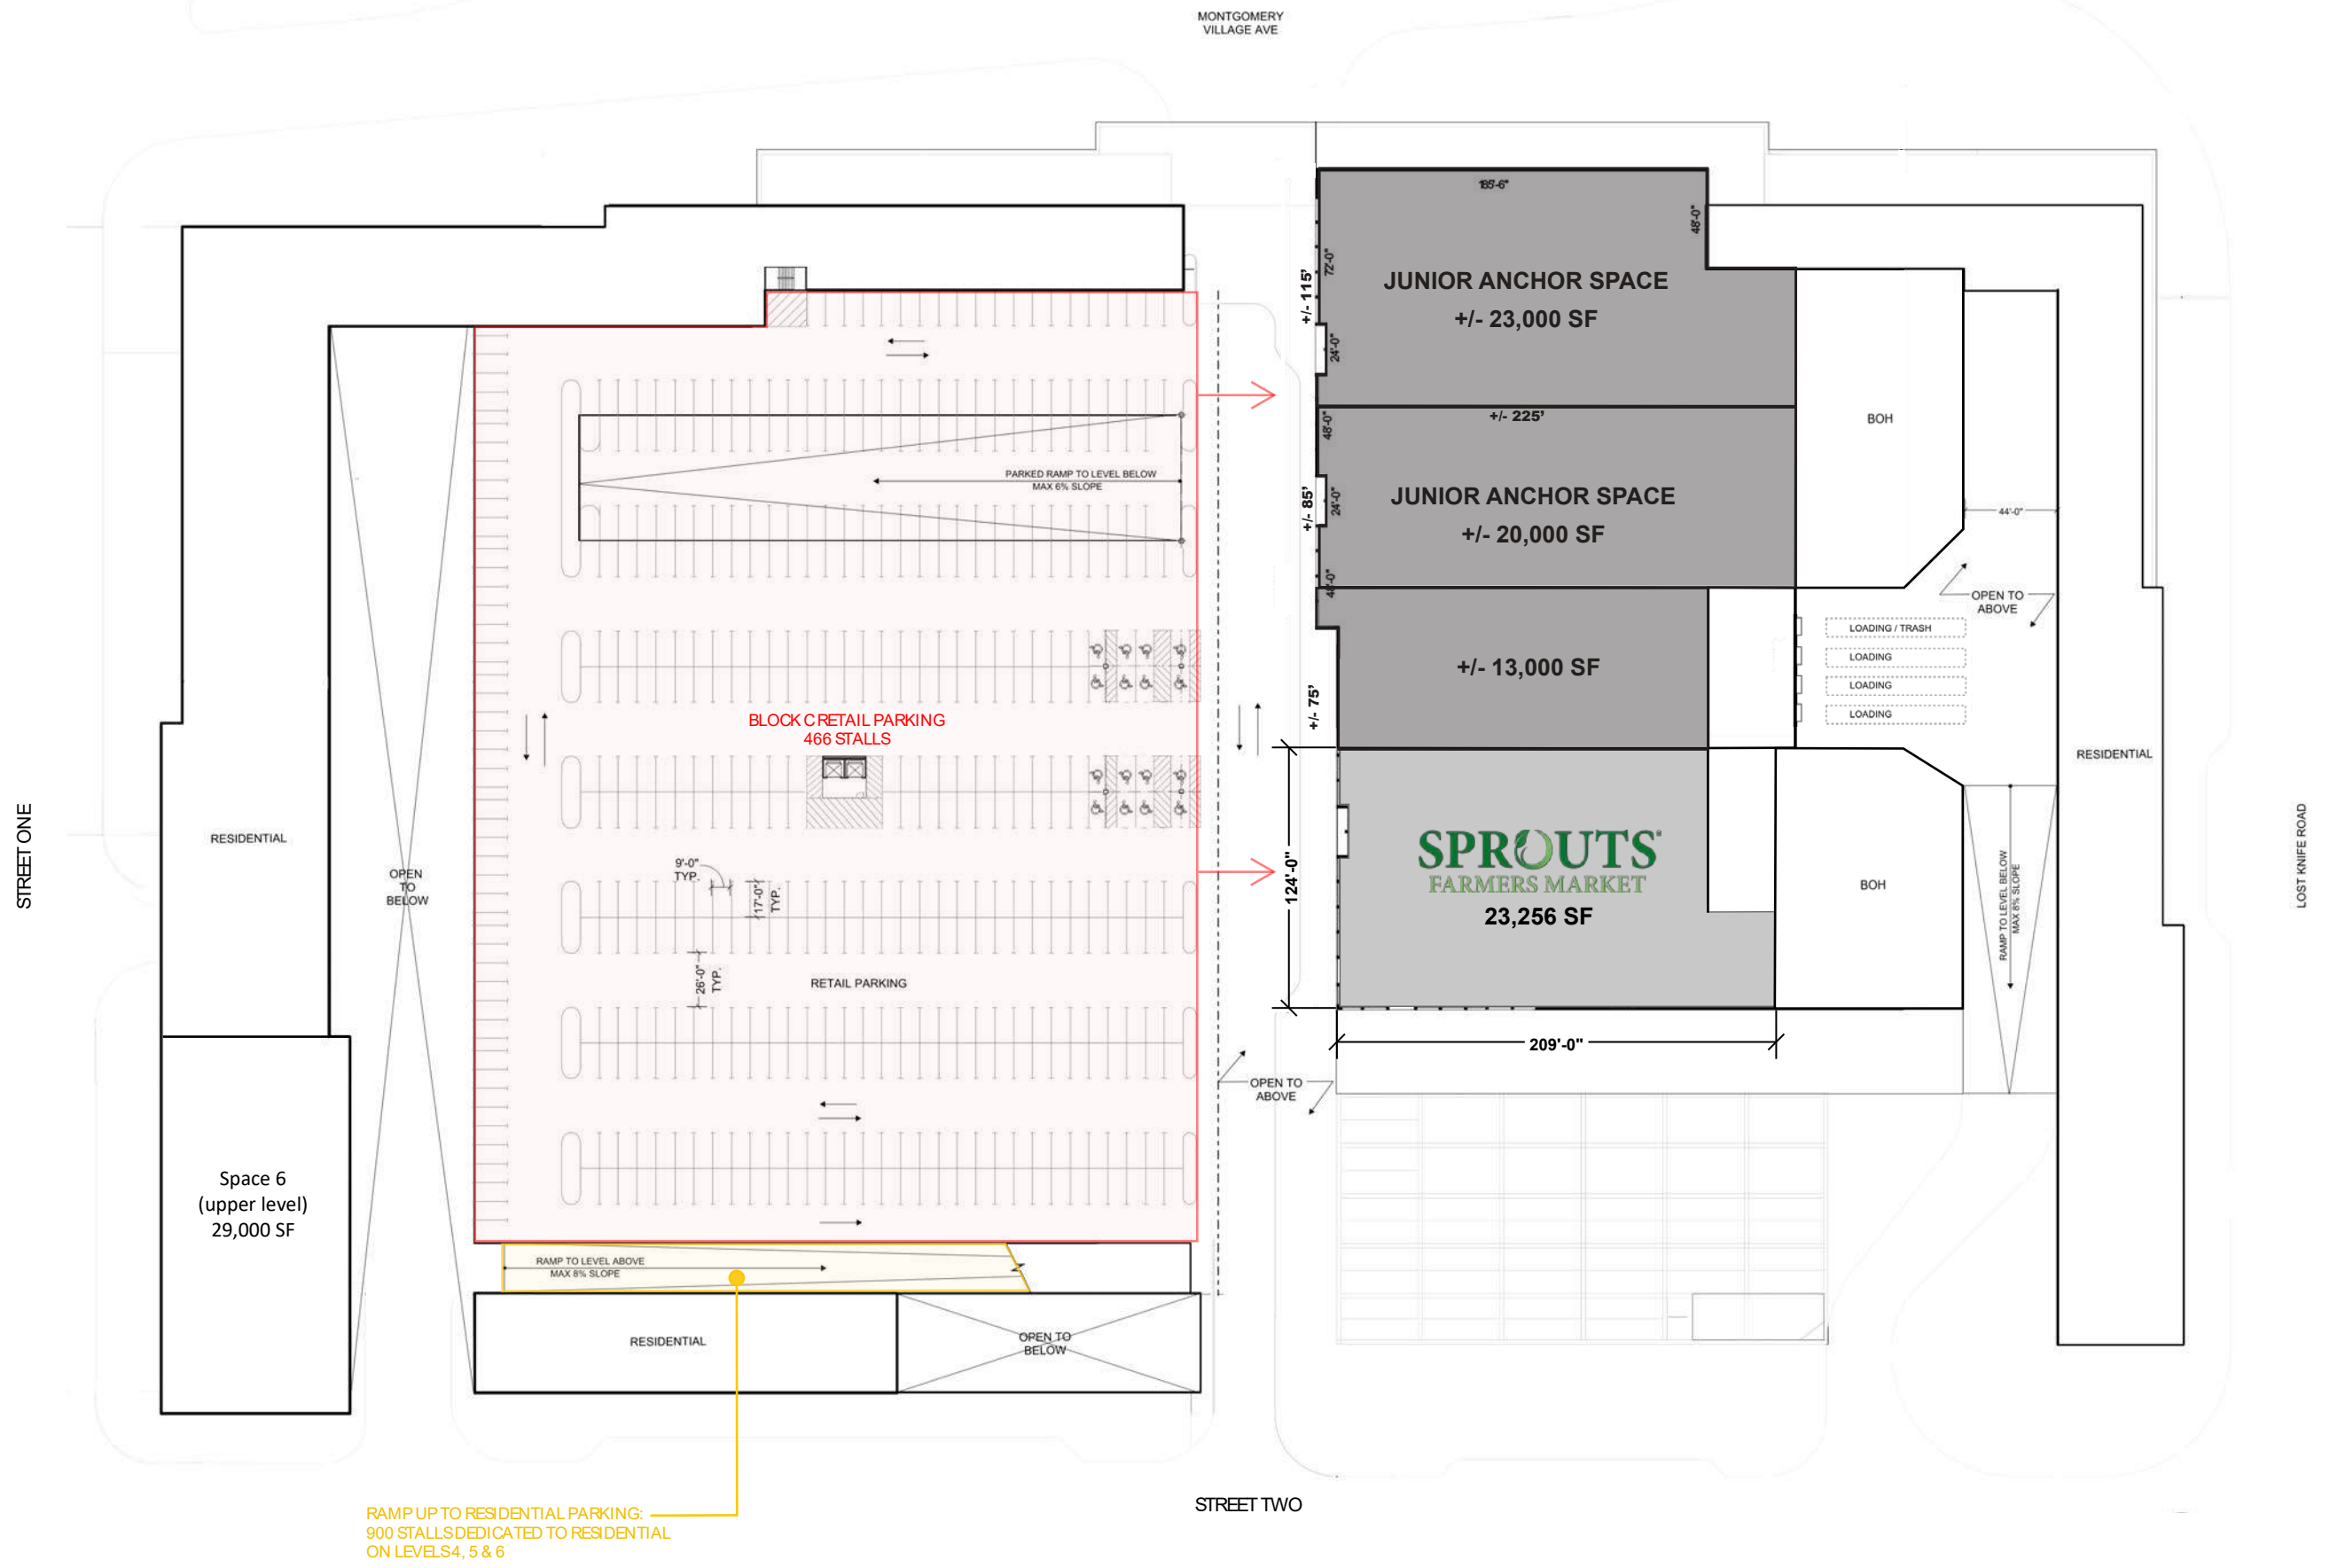 MONTGOMERY
VILLAGE AVE
185'-6"
48'-0"
72'-0"
+/- 115'
JUNIOR ANCHOR SPACE
+/- 23,000 SF
24'-0"
+/- 225'
48'-0"
BOH
PARKED RAMP TO LEVEL BELOW
MAX 6% SLOPE
JUNIOR ANCHOR SPACE
+/- 20,000 SF
+/- 85'
24'-0"
44'-0"
48'-0"
OPEN TO
ABOVE
LOADING / TRASH
LOADING
LOADING
LOADING
+/- 13,000 SF
+/- 75'
BLOCK C RETAIL PARKING
466 STALLS
RESIDENTIAL
RESIDENTIAL
STREET ONE
OPEN
TO
BELOW
9'-0"
TYP.
17'-0"
TYP.
124'-0"
SPROUTS®
FARMERS MARKET
23,256 SF
BOH
RAMP TO LEVEL BELOW
MAX 8% SLOPE
LOST KNIFE ROAD
26'-0"
TYP.
RETAIL PARKING
209'-0"
OPEN TO
ABOVE
Space 6
(upper level)
29,000 SF
RAMP TO LEVEL ABOVE
MAX 8% SLOPE
RESIDENTIAL
OPEN TO
BELOW
STREET TWO
RAMP UP TO RESIDENTIAL PARKING:
900 STALLS DEDICATED TO RESIDENTIAL
ON LEVELS 4, 5 & 6